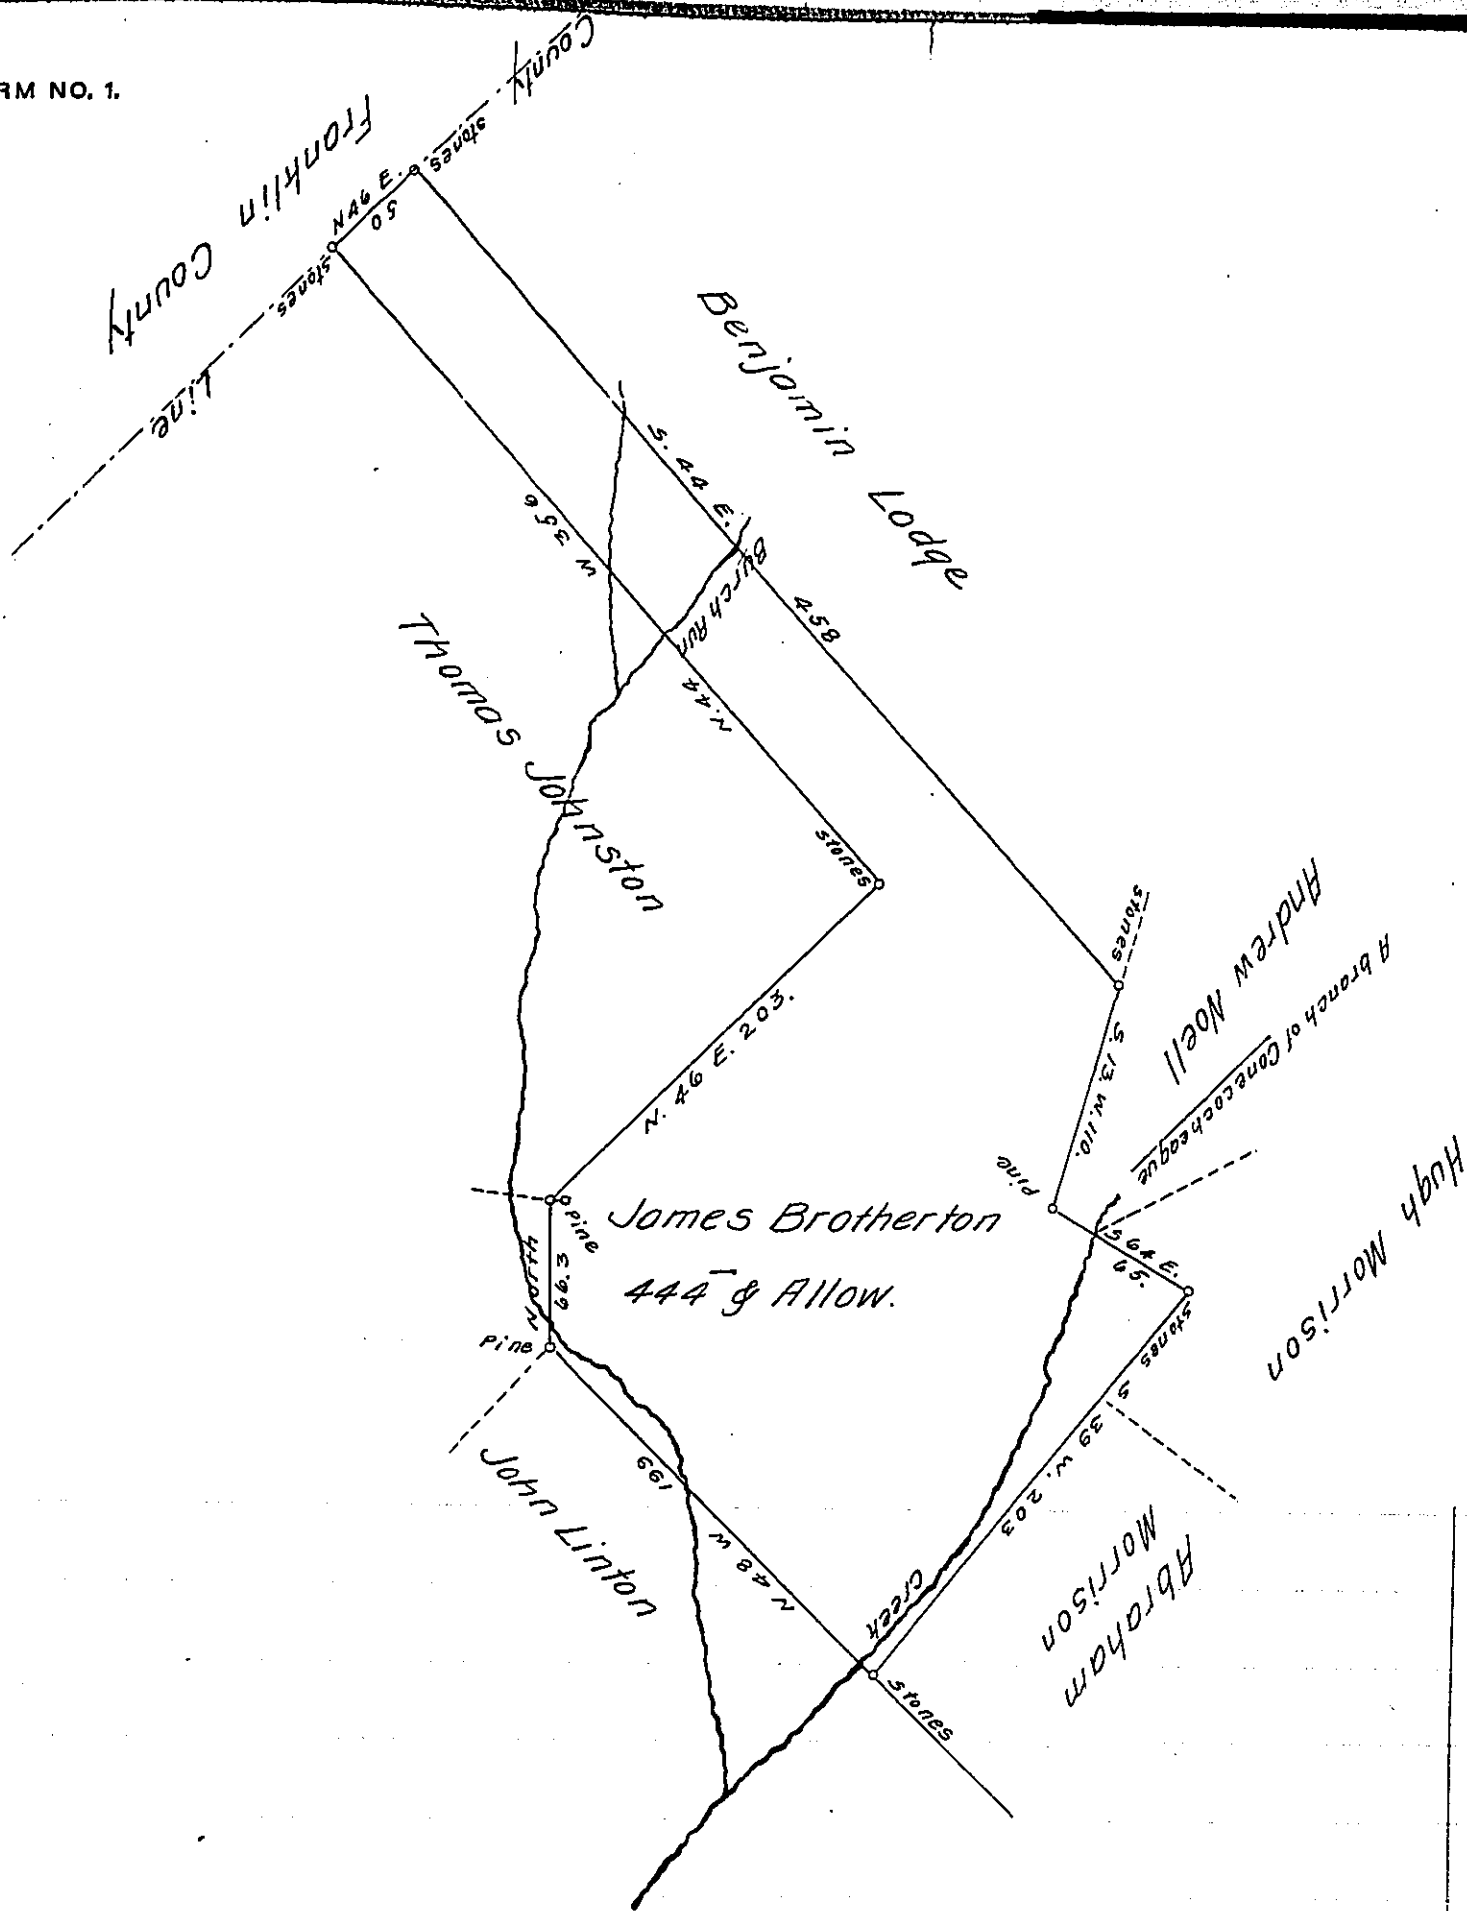 RM NO. 1.
County
Franklin County
stones
N 46 E.
50
stones
Line
Benjamin Lodge
S. 44 E.
458
Burch Run
N. 44
W 356
Thomas Johnston
stones
stones
Andrew Noell
A branch of Conecocheague
S. 13. W. 110.
N. 46 E. 203.
pine
Hugh Morrison
pine
James Brotherton
444 & Allow.
North
66.3
S 64 E.
65.
stones
pine
S 39 W. 203
John Linton
N 48 W
199
Abraham Morrison
creek
stones